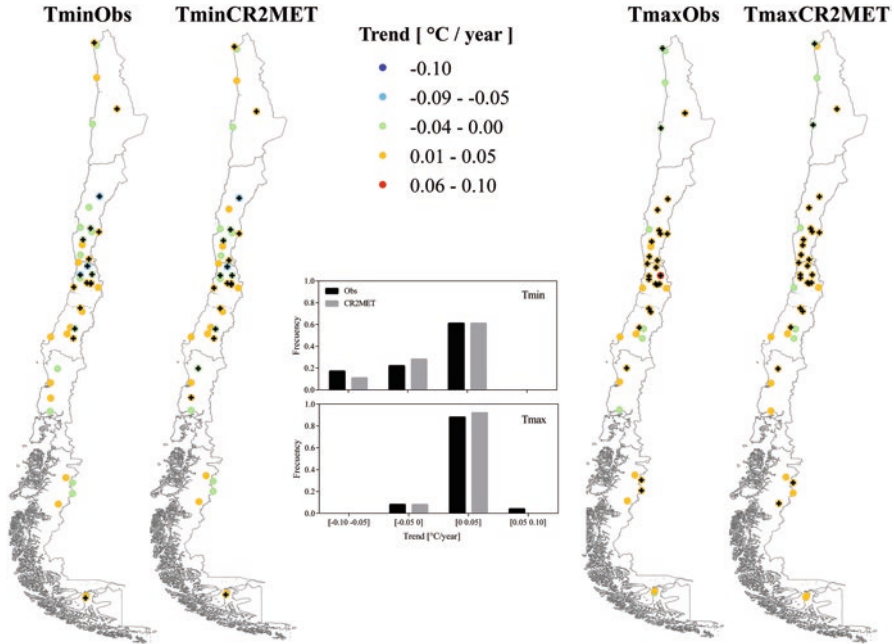 TminObs TminCR2MET TmaxObs TmaxCR2MET
Trend [ °C / year ]
-0.10
-0.09 - -0.05
-0.04 - 0.00
0.01 - 0.05
0.06 - 0.10
1.0
0.8
0.6
0.4
0.2
0.0
Frecuency
Obs
CR2MET
Tmin
1.0
0.8
0.6
0.4
0.2
0.0
Frecuency
Tmax
[-0.10 -0.05] [-0.05 0] [0 0.05] [0.05 0.10]
Trend [°C/year]